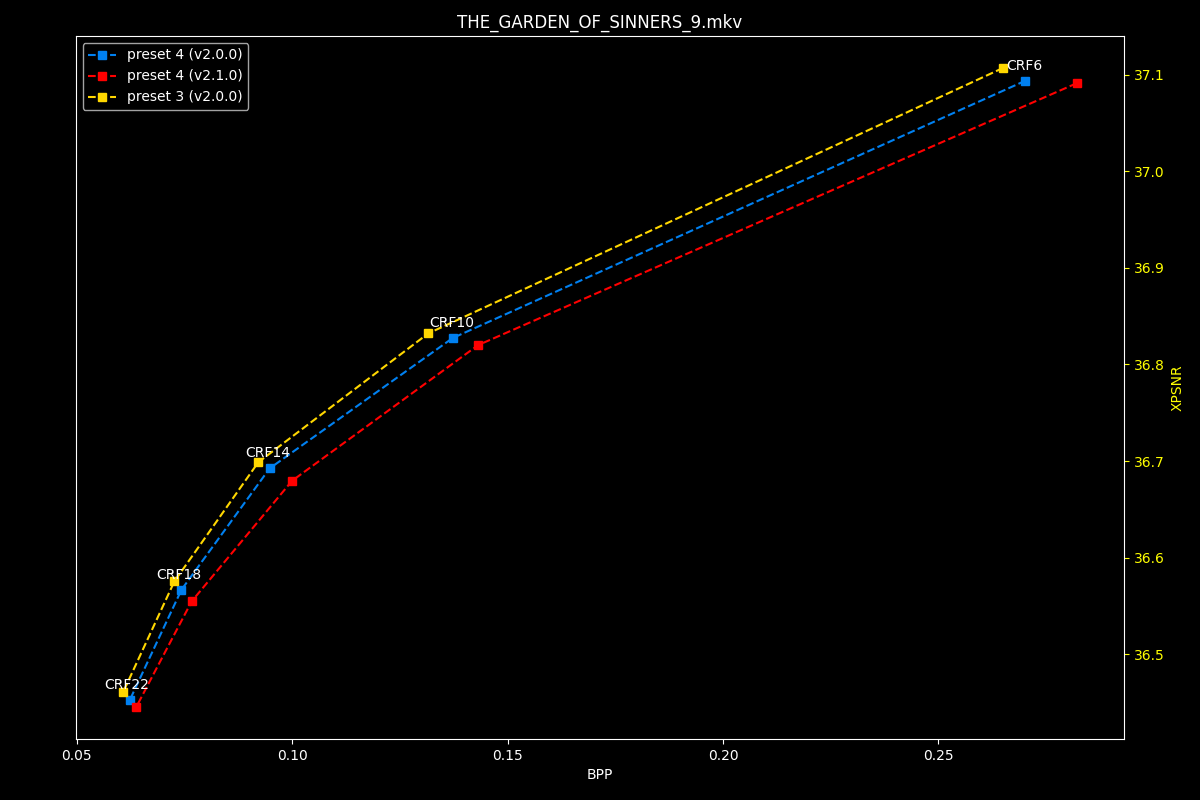 THE_GARDEN_OF_SINNERS_9.mkv
preset 4 (v2.0.0)
preset 4 (v2.1.0)
preset 3 (v2.0.0)
CRF6
CRF10
CRF14
CRF18
CRF22
37.1
37.0
36.9
36.8
36.7
36.6
36.5
XPSNR
0.05 0.10 0.15 0.20 0.25
BPP